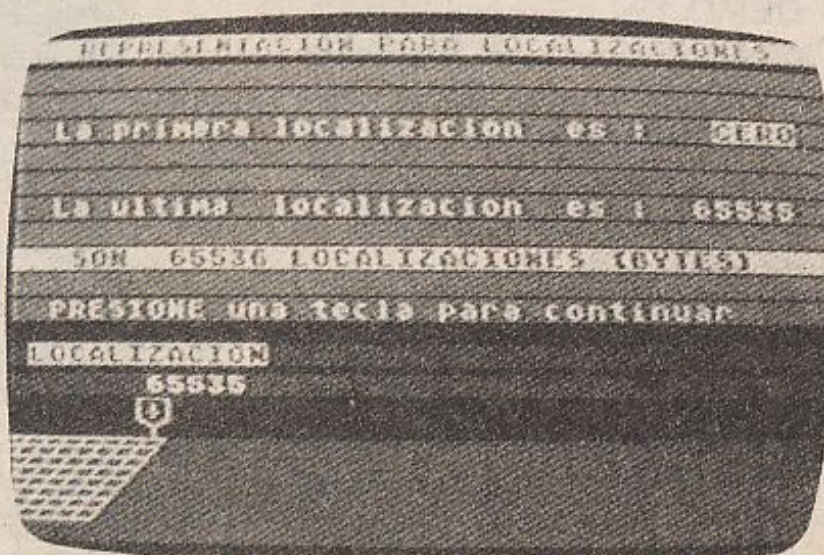 REPRESENTACION PARA LOCALIZACIONES
La primera localización es : CERO
La ultima localizacion es : 65535
SON 65536 LOCALIZACIONES (BYTES)
PRESIONE una tecla para continuar
LOCALIZACION
65535